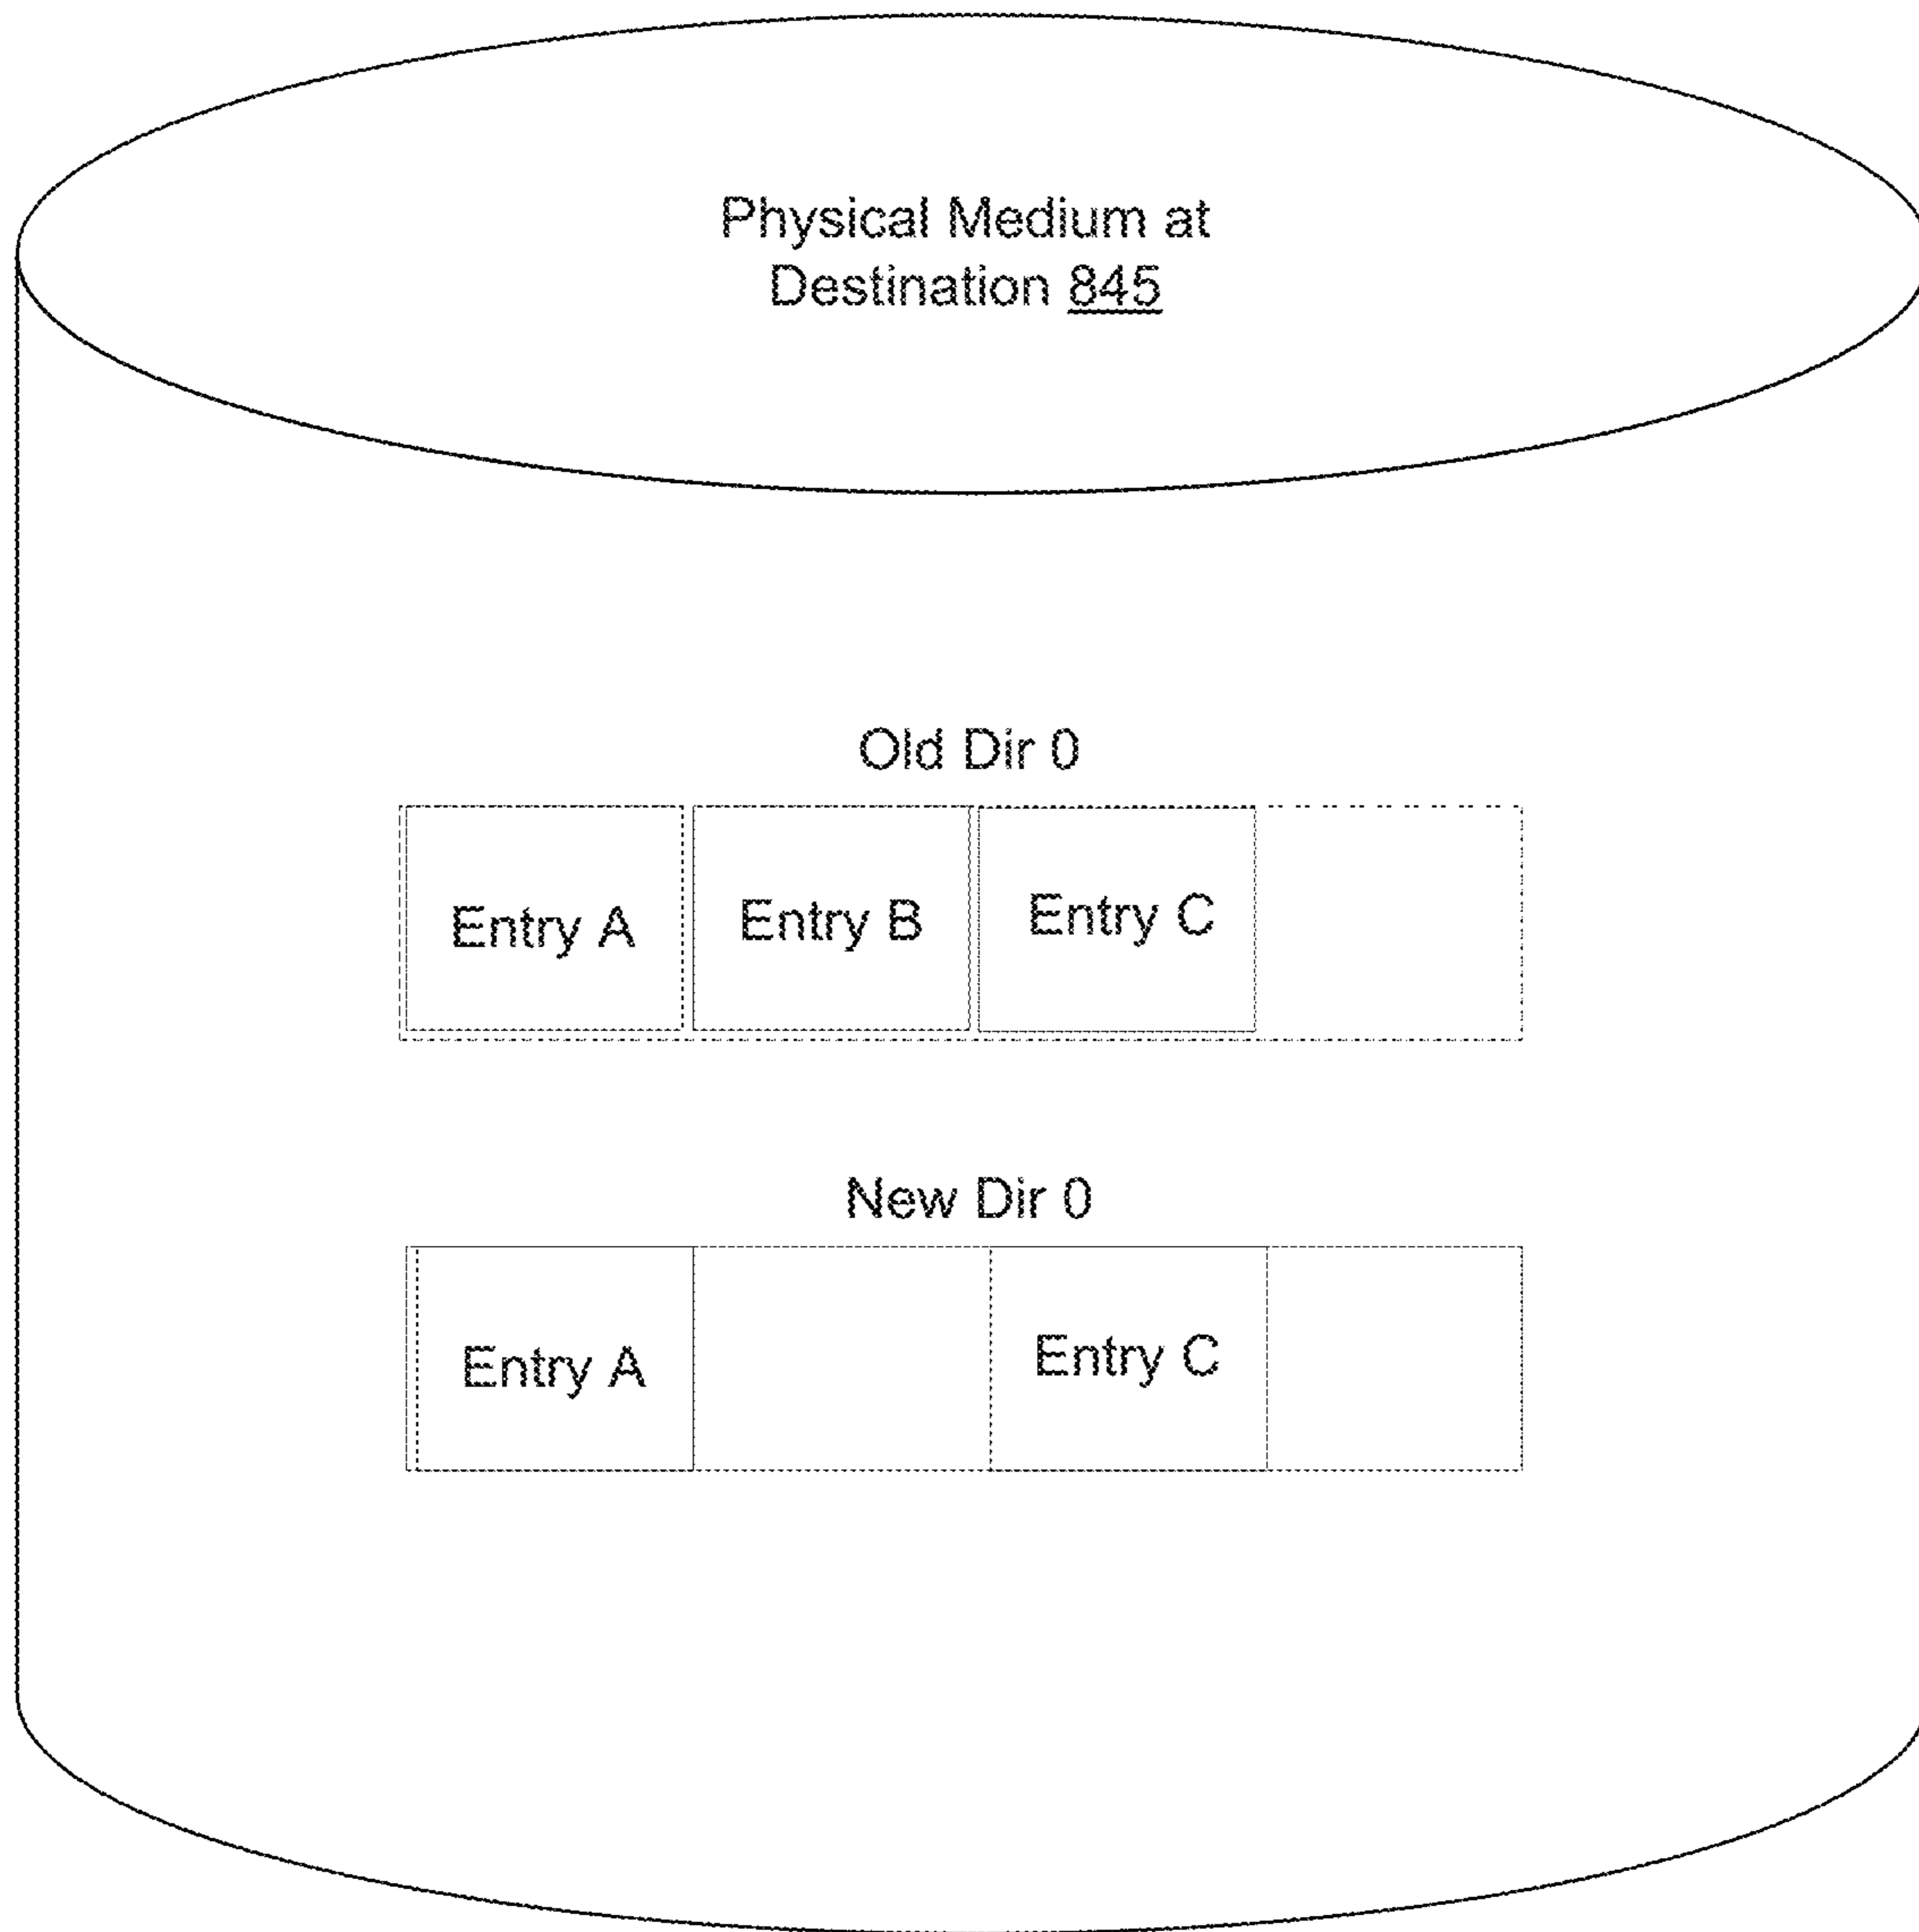 Physical Medium at
Destination 845
Old Dir 0
Entry A Entry B Entry C
New Dir 0
Entry A Entry C